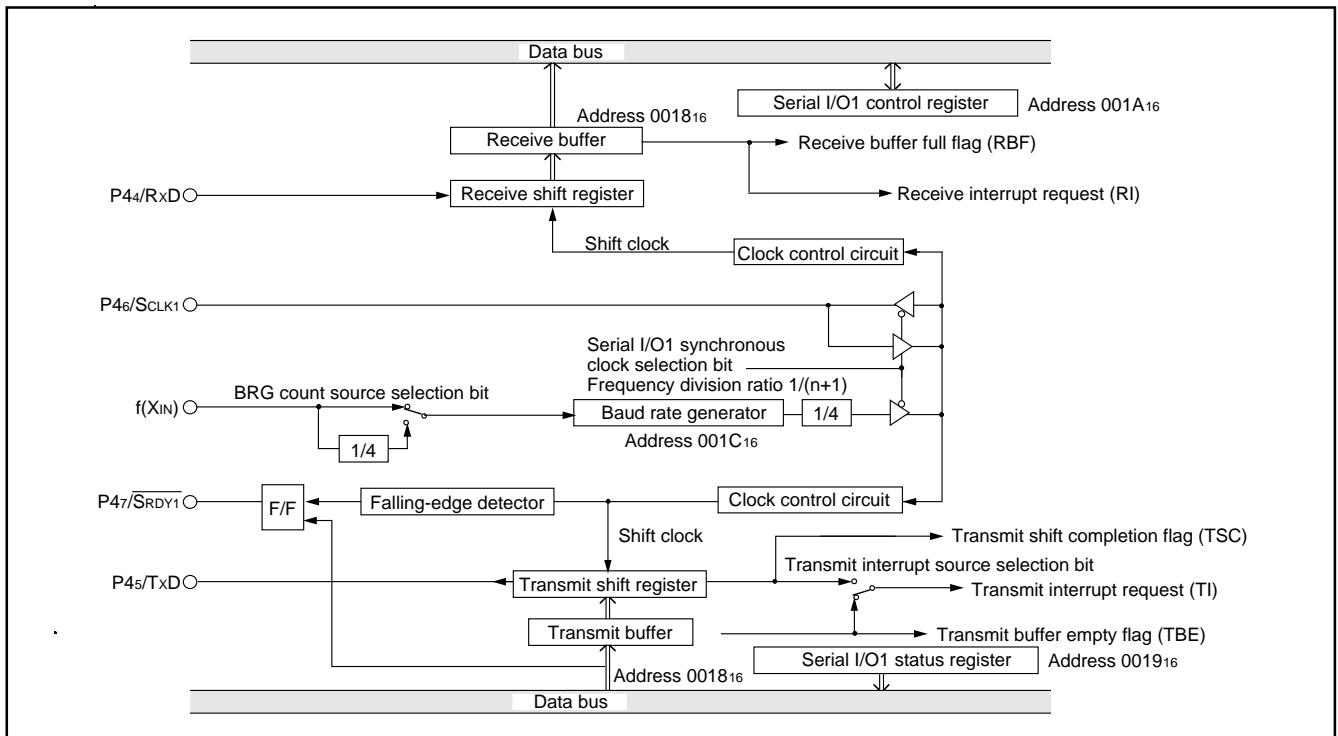 Data bus
Serial I/O1 control register
Address 001A16
Address 001816
Receive buffer
Receive buffer full flag (RBF)
P44/RXD
Receive shift register
Receive interrupt request (RI)
Shift clock
Clock control circuit
P46/SCLK1
Serial I/O1 synchronous
clock selection bit
Frequency division ratio 1/(n+1)
BRG count source selection bit
f(XIN)
Baud rate generator
1/4
Address 001C16
1/4
P47/SRDY1
F/F
Falling-edge detector
Clock control circuit
Shift clock
Transmit shift completion flag (TSC)
Transmit interrupt source selection bit
P45/TXD
Transmit shift register
Transmit interrupt request (TI)
Transmit buffer
Transmit buffer empty flag (TBE)
Address 001816
Serial I/O1 status register
Address 001916
Data bus